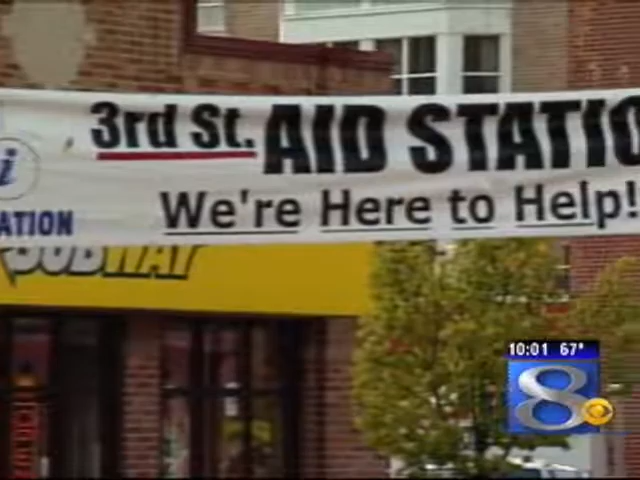 3rd St. AID STATIO
i
We're Here to Help!
ATION
SUBWAY
10:01 67°
8